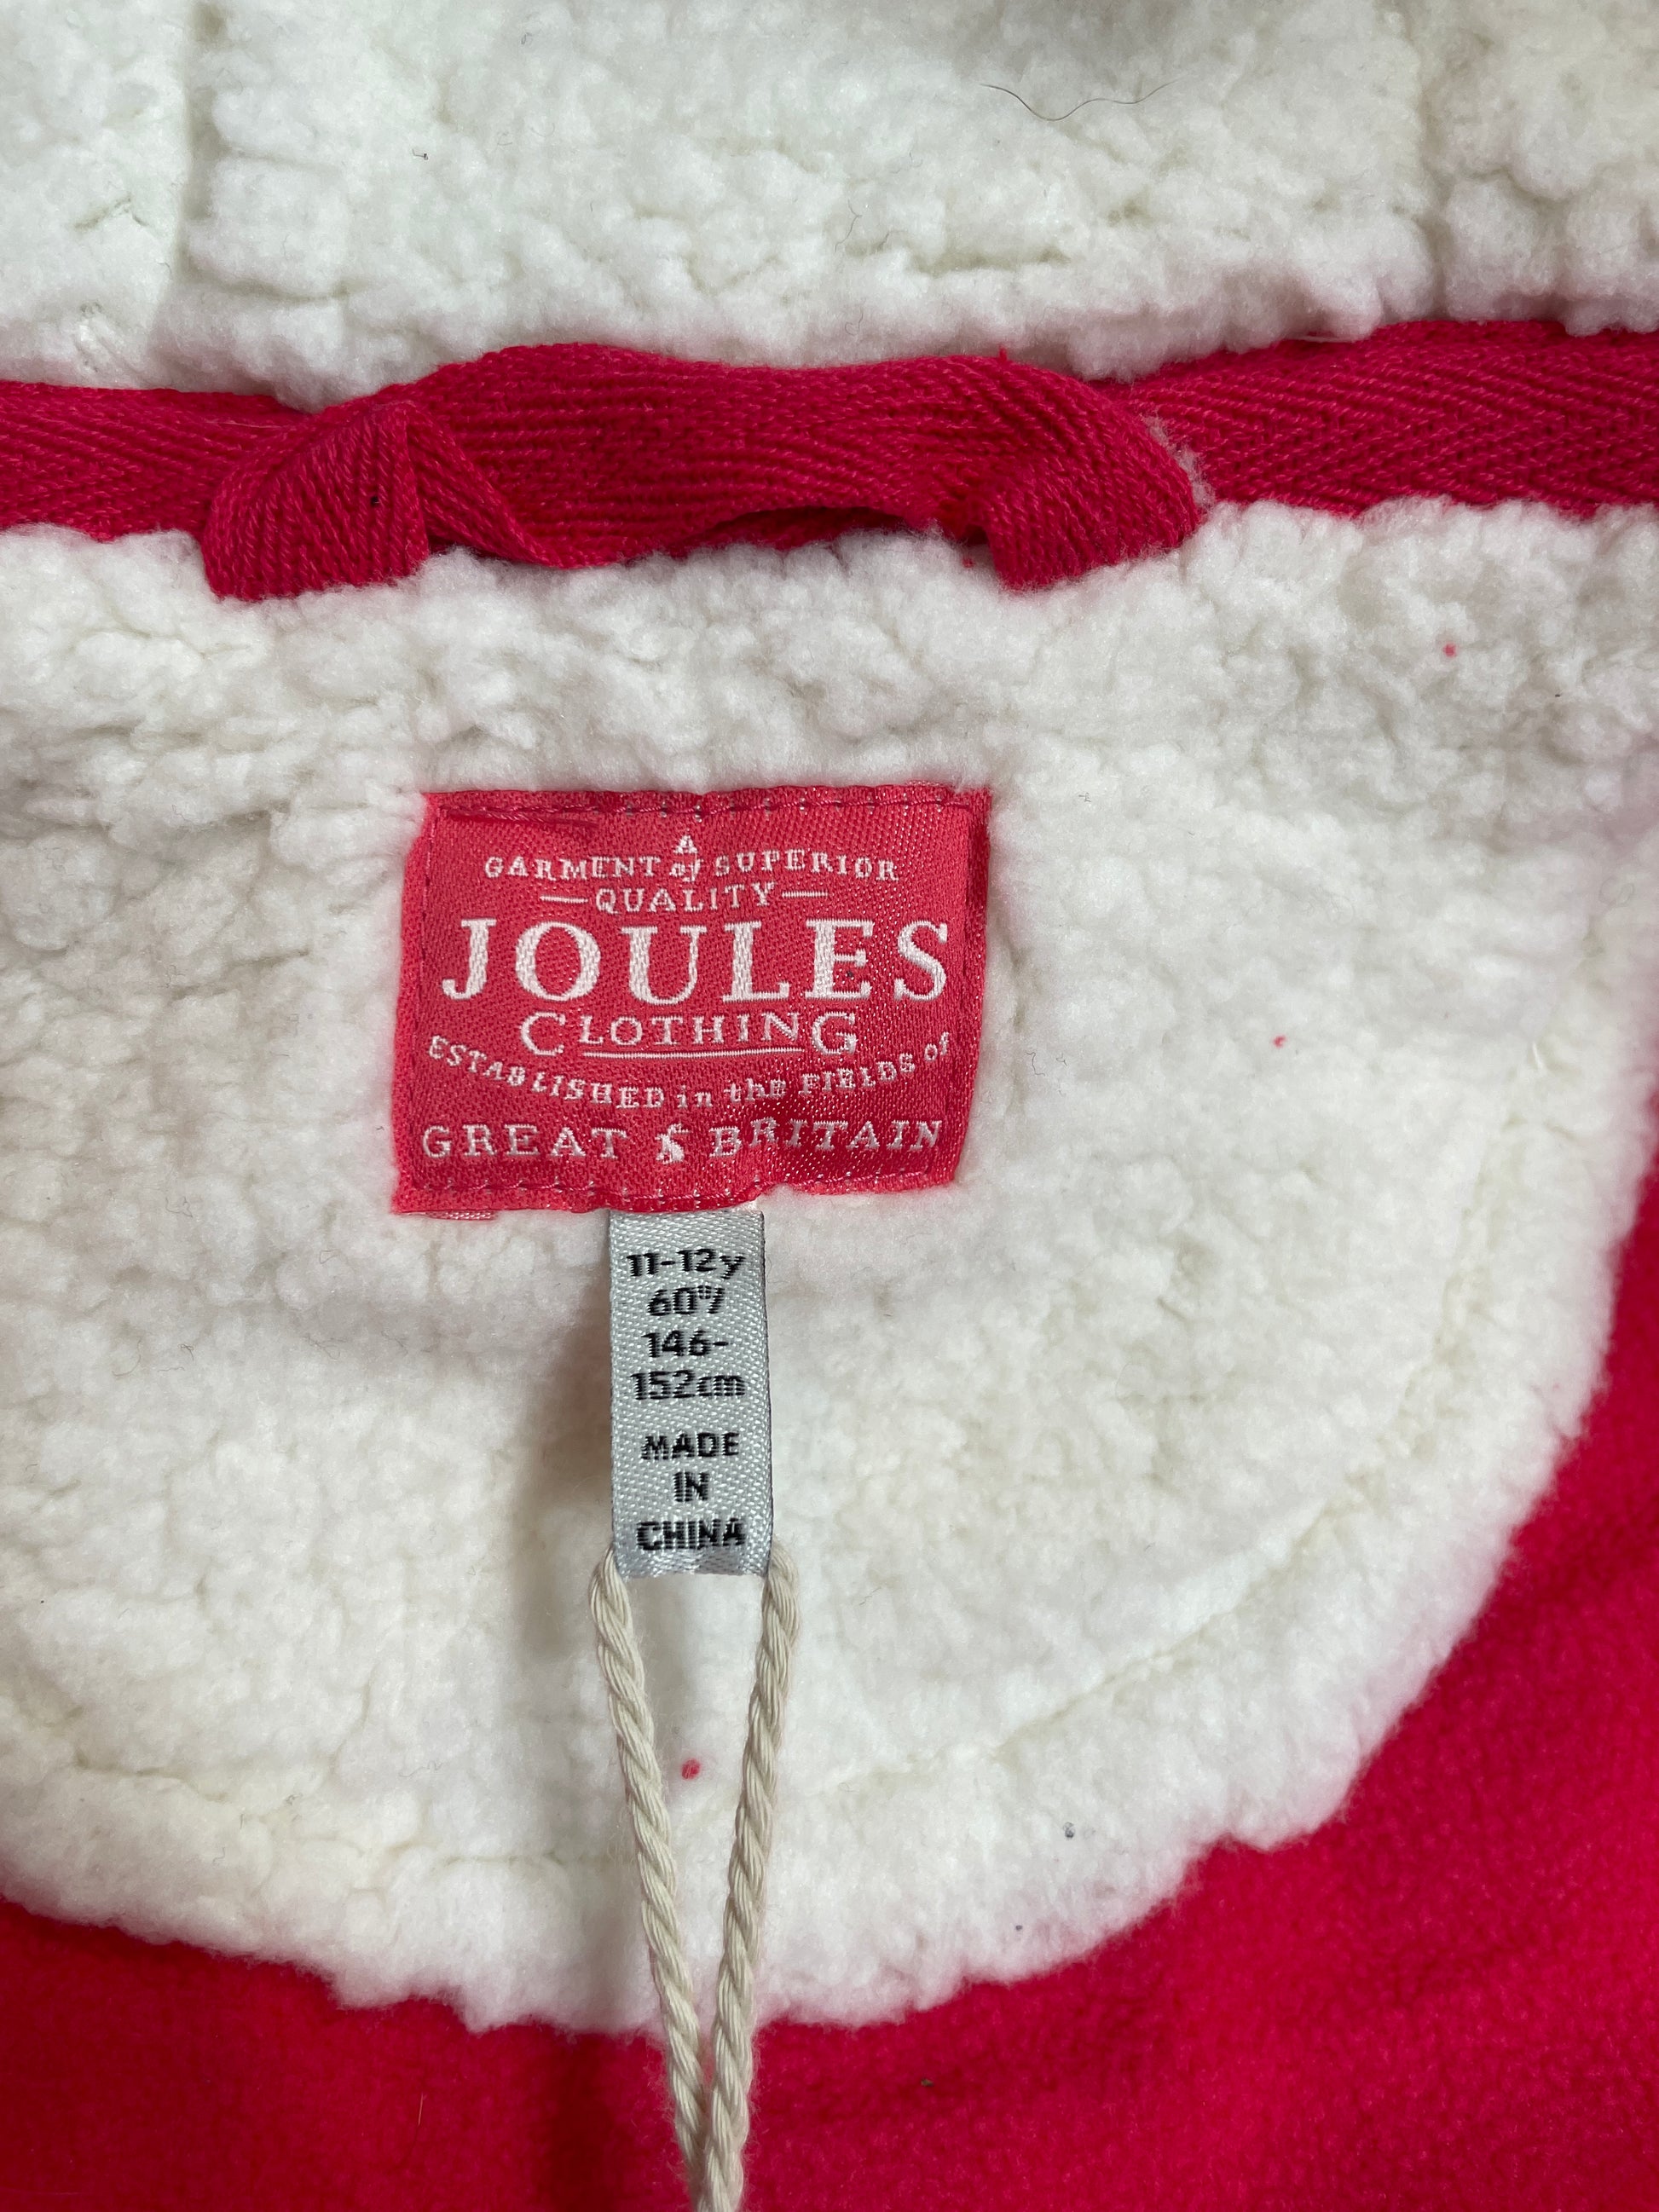 A
GARMENT of SUPERIOR
QUALITY
JOULES
CLOTHING
ESTABLISHED in the FIELDS of
GREAT BRITAIN
11-12y
60"/
146-
152cm
MADE
IN
CHINA